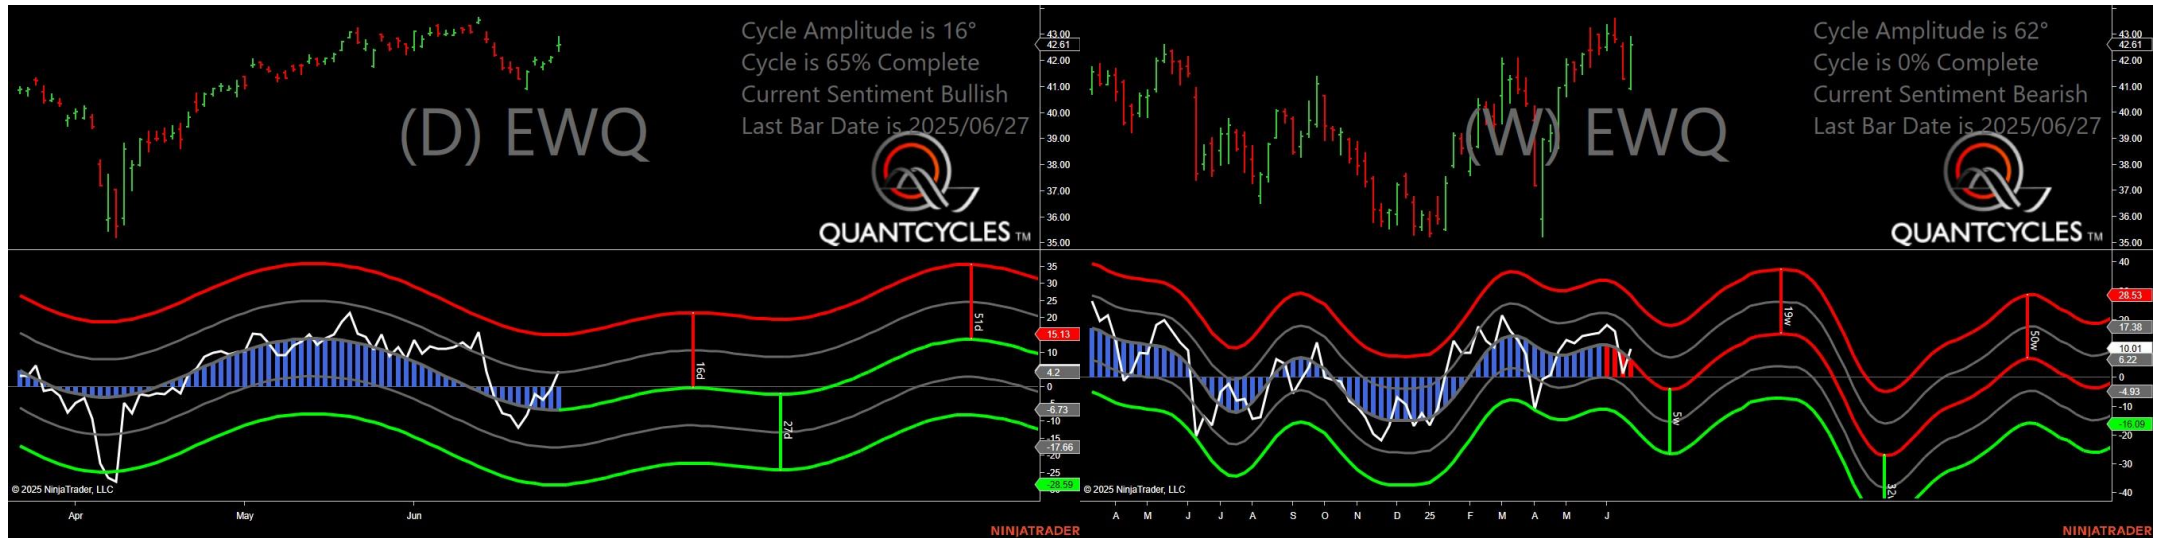 Cycle Amplitude is 16°
Cycle is 65% Complete
Current Sentiment Bullish
Last Bar Date is 2025/06/27
(D) EWQ
QUANTCYCLES TM
43.00
42.61
42.00
41.00
40.00
39.00
38.00
37.00
36.00
35.00
35
30
25
20
15.13
10
4.2
0
-6.73
-10
-15
-17.66
-20
-25
-28.59
16d
27d
51d
© 2025 NinjaTrader, LLC
Apr May Jun
NINJATRADER
Cycle Amplitude is 62°
Cycle is 0% Complete
Current Sentiment Bearish
Last Bar Date is 2025/06/27
(W) EWQ
QUANTCYCLES TM
43.00
42.61
42.00
41.00
40.00
39.00
38.00
37.00
36.00
35.00
40
28.53
17.38
10.01
6.22
0
-4.93
-10
-16.09
-20
-30
-40
5w
19w
50w
© 2025 NinjaTrader, LLC
A M J J A S O N D 25 F M A M J
NINJATRADER